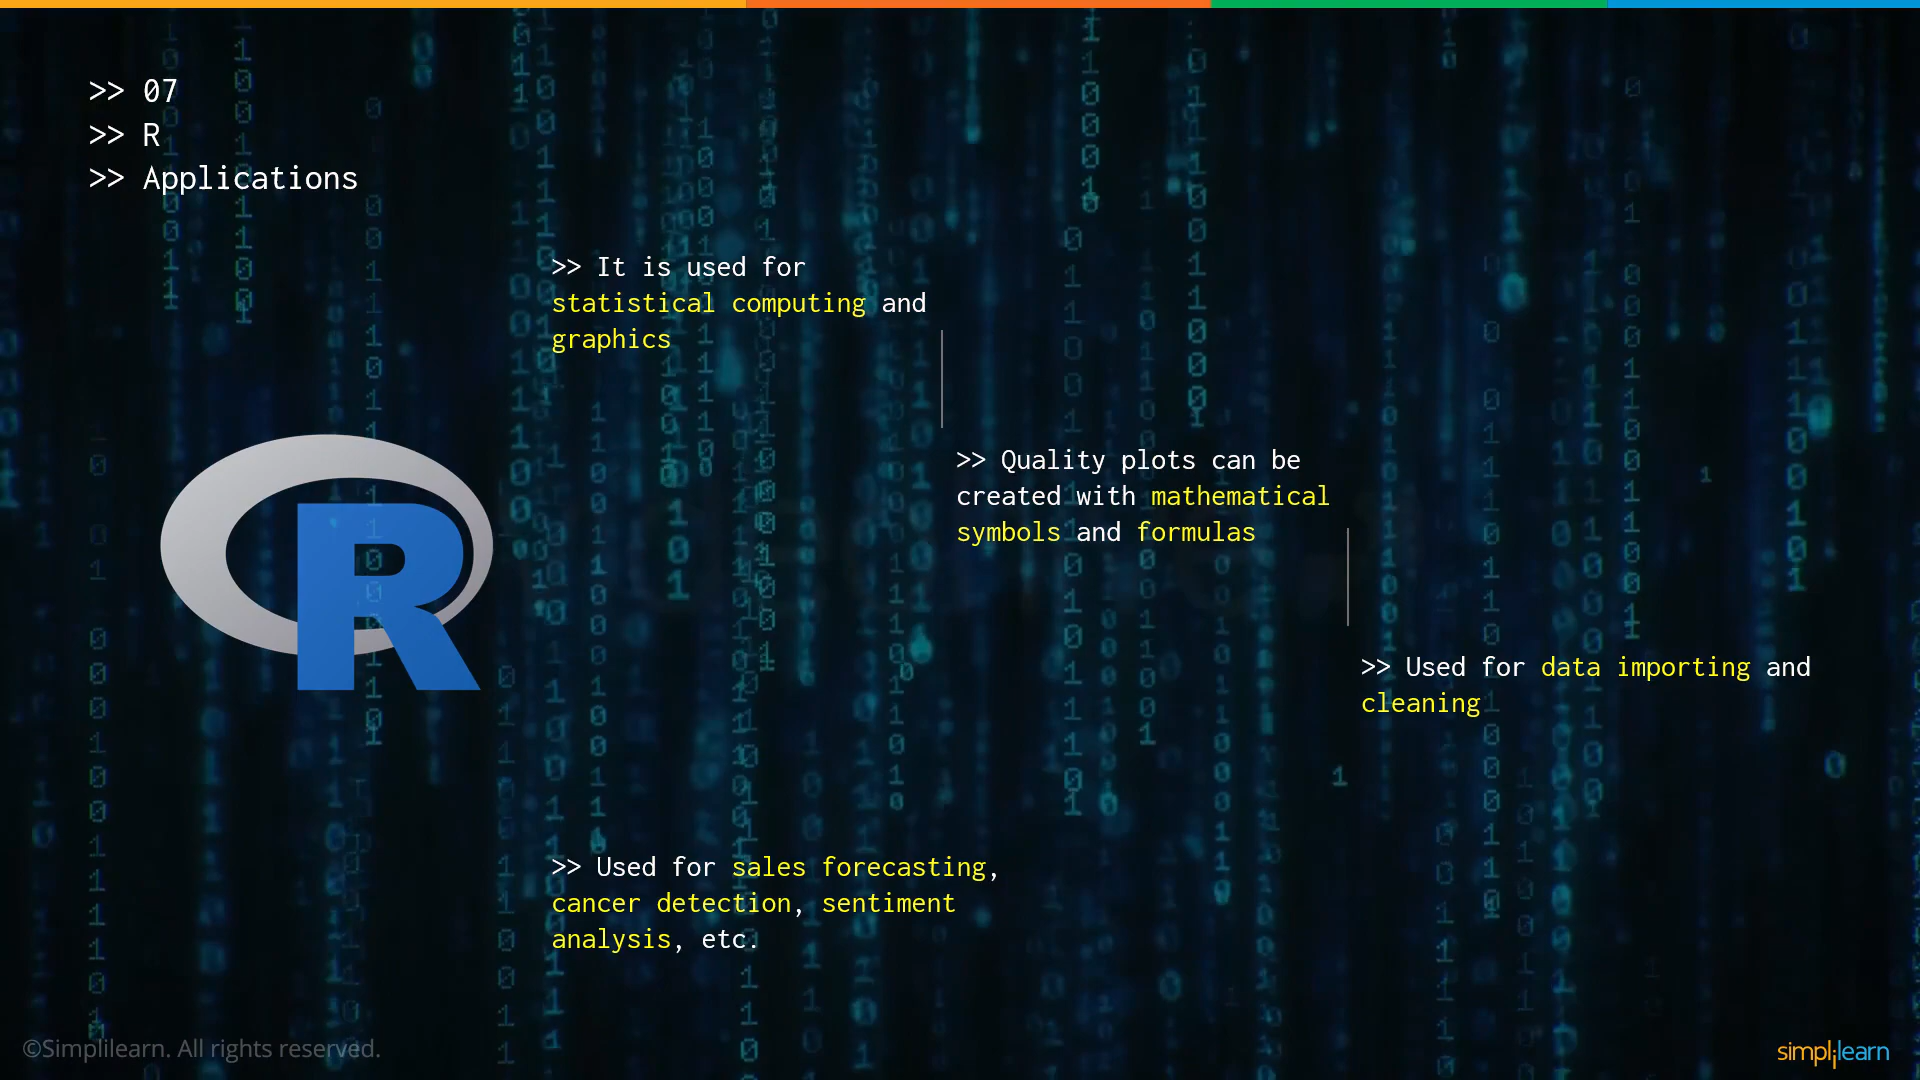 >> 07
>> R
>> Applications
>> It is used for
statistical computing and
graphics
>> Quality plots can be
created with mathematical
symbols and formulas
R
>> Used for data importing and
cleaning
>> Used for sales forecasting,
cancer detection, sentiment
analysis, etc.
©Simplilearn. All rights reserved.
simplilearn